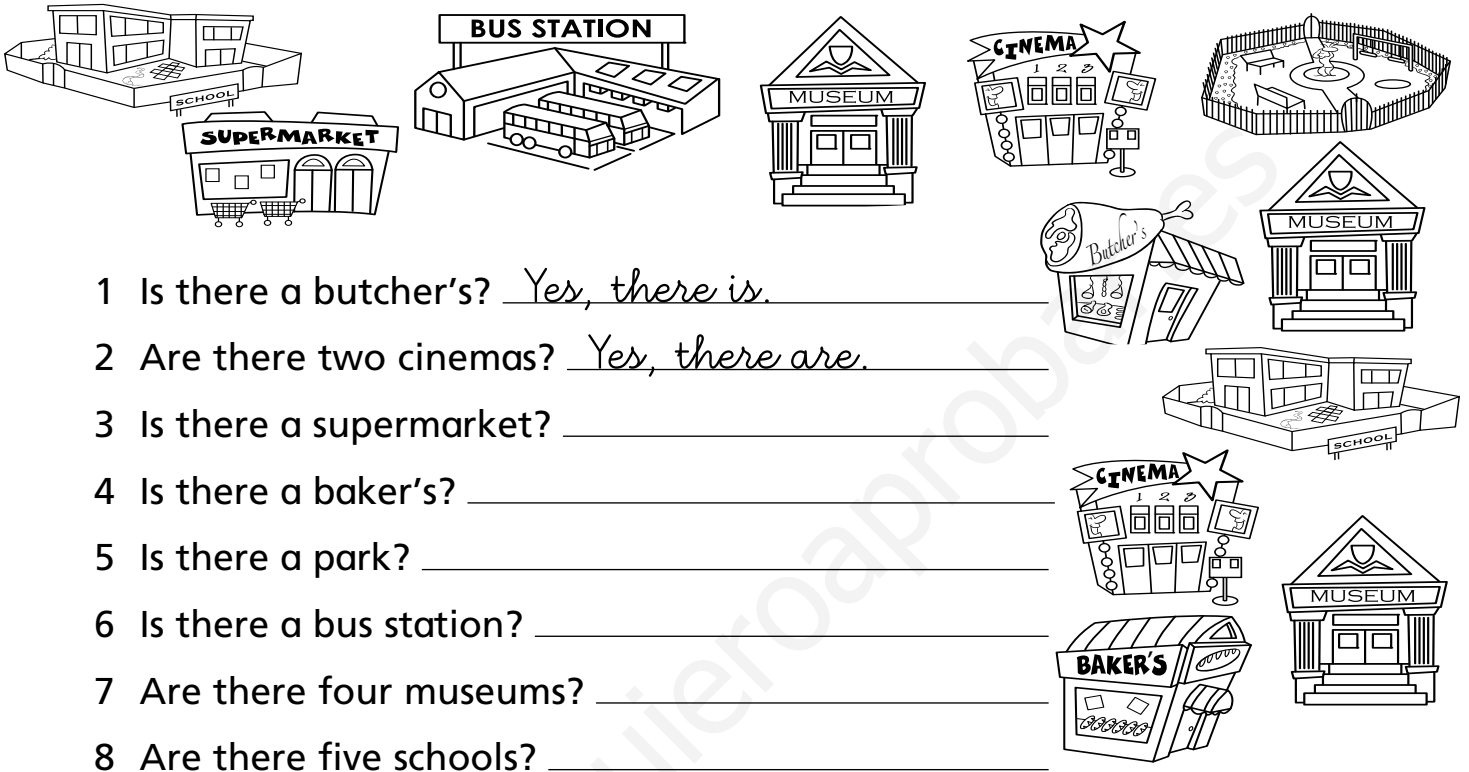 SCHOOL
SUPERMARKET
BUS STATION
MUSEUM
CINEMA
1 2 3
Butcher's
MUSEUM
SCHOOL
CINEMA
1 2 3
MUSEUM
BAKER'S
1 Is there a butcher's? Yes, there is.
2 Are there two cinemas? Yes, there are.
3 Is there a supermarket?
4 Is there a baker's?
5 Is there a park?
6 Is there a bus station?
7 Are there four museums?
8 Are there five schools?